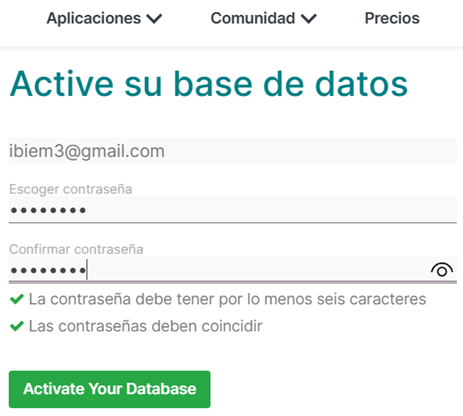 Aplicaciones Comunidad Precios
Active su base de datos
ibiem3@gmail.com
Escoger contraseña
••••••••
Confirmar contraseña
••••••••
La contraseña debe tener por lo menos seis caracteres
Las contraseñas deben coincidir
Activate Your Database